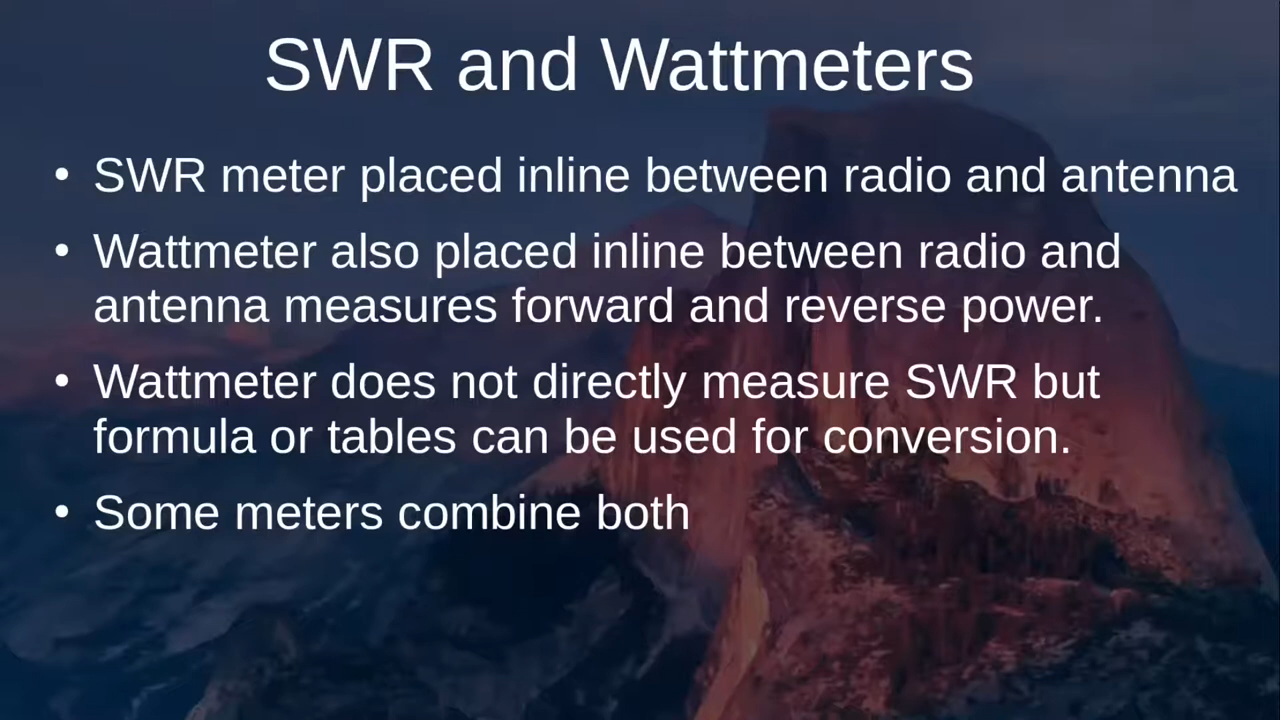 SWR and Wattmeters
• SWR meter placed inline between radio and antenna
• Wattmeter also placed inline between radio and
antenna measures forward and reverse power.
• Wattmeter does not directly measure SWR but
formula or tables can be used for conversion.
• Some meters combine both